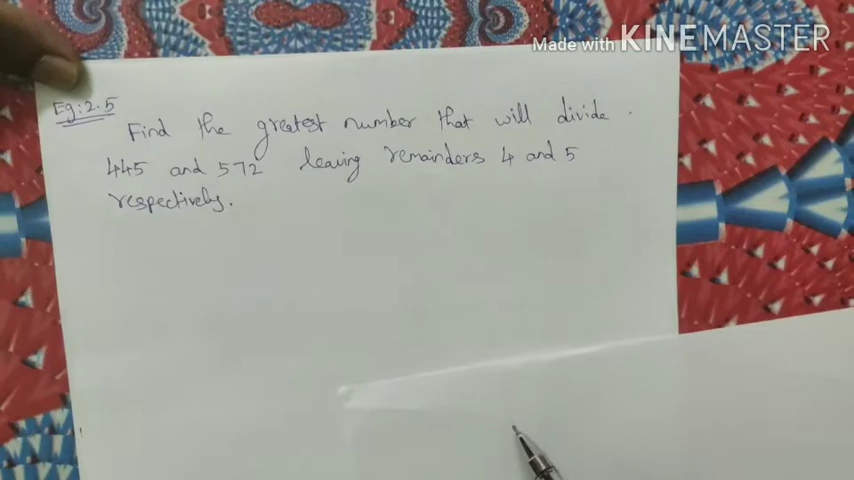 Made with KINEMASTER
Eg:2.5
Find the greatest number that will divide
445 and 572 leaving remainders 4 and 5
respectively.